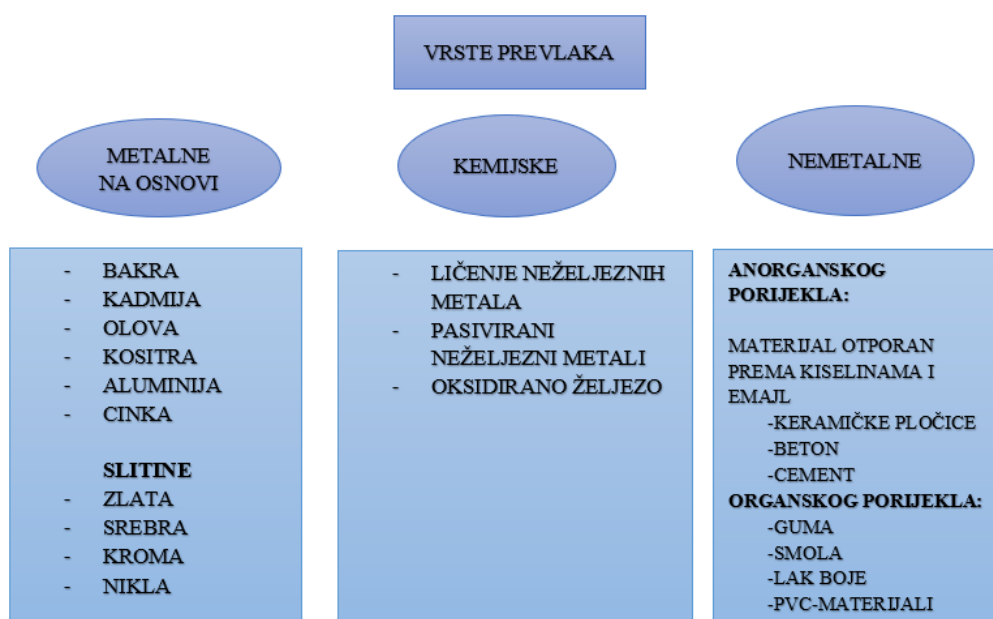 VRSTE PREVLAKA
METALNE
NA OSNOVI
- BAKRA
- KADMIJA
- OLOVA
- KOSITRA
- ALUMINIJA
- CINKA
SLITINE
- ZLATA
- SREBRA
- KROMA
- NIKLA
KEMIJSKE
- LIČENJE NEŽELJEZNIH
METALA
- PASIVIRANI
NEŽELJEZNI METALI
- OKSIDIRANO ŽELJEZO
NEMETALNE
ANORGANSKOG
PORIJEKLA:
MATERIJAL OTPORAN
PREMA KISELINAMA I
EMAJL
-KERAMIČKE PLOČICE
-BETON
-CEMENT
ORGANSKOG PORIJEKLA:
-GUMA
-SMOLA
-LAK BOJE
-PVC-MATERIJALI